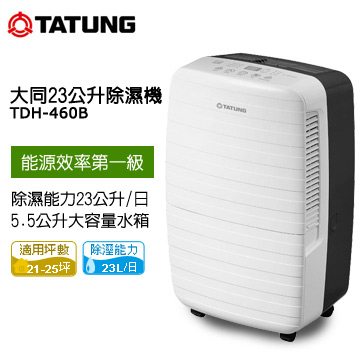 TATUNG
大同23公升除濕機
TDH-460B
能源效率第一級
除濕能力23公升/日
5.5公升大容量水箱
適用坪數
21-25坪
除溼能力
23L/日
TATUNG